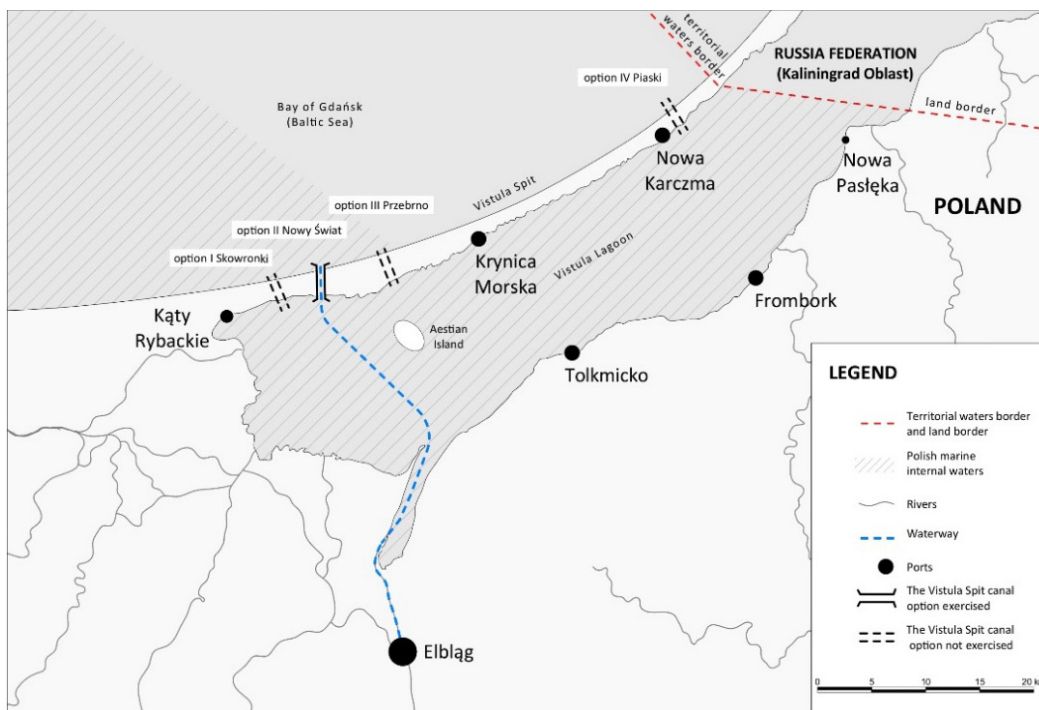 territorial
waters border
RUSSIA FEDERATION
(Kaliningrad Oblast)
option IV Piaski
land border
Bay of Gdańsk
(Baltic Sea)
Nowa
Karczma
Nowa
Pasłęka
POLAND
Vistula Spit
option III Przebrno
option II Nowy Świat
option I Skowronki
Vistula Lagoon
Krynica
Morska
Frombork
Kąty
Rybackie
Aestian
Island
Tolkmicko
Elbląg
LEGEND
Territorial waters border
and land border
Polish marine
internal waters
Rivers
Waterway
Ports
The Vistula Spit canal
option exercised
The Vistula Spit canal
option not exercised
0 5 10 15 20 k